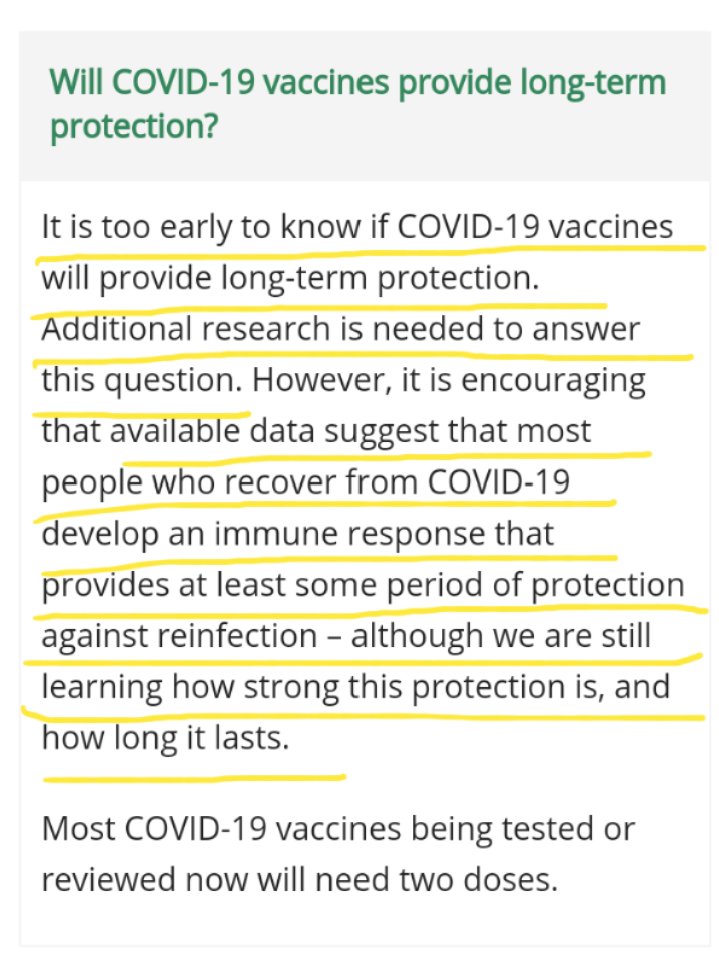 Will COVID-19 vaccines provide long-term
protection?
It is too early to know if COVID-19 vaccines
will provide long-term protection.
Additional research is needed to answer
this question. However, it is encouraging
that available data suggest that most
people who recover from COVID-19
develop an immune response that
provides at least some period of protection
against reinfection – although we are still
learning how strong this protection is, and
how long it lasts.
Most COVID-19 vaccines being tested or
reviewed now will need two doses.